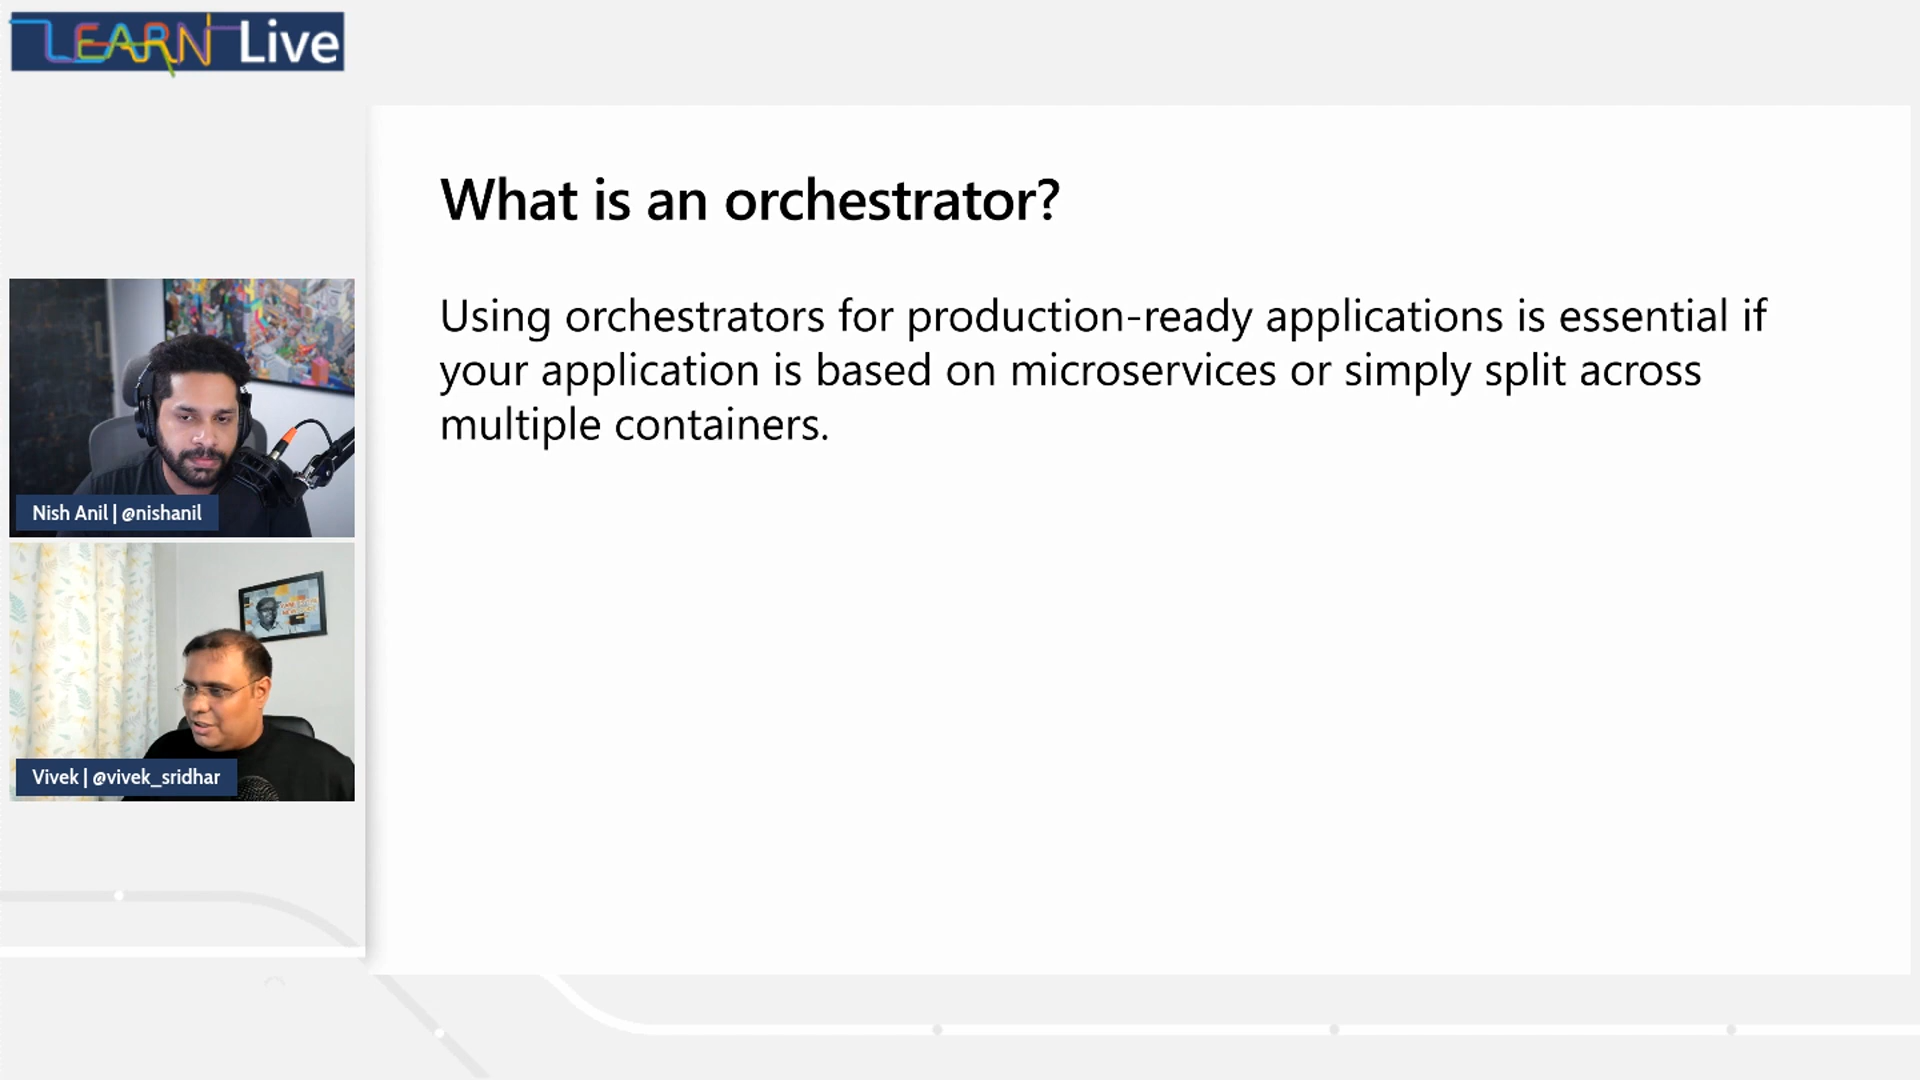 LEARN Live
What is an orchestrator?
Using orchestrators for production-ready applications is essential if
your application is based on microservices or simply split across
multiple containers.
Nish Anil | @nishanil
Vivek | @vivek_sridhar